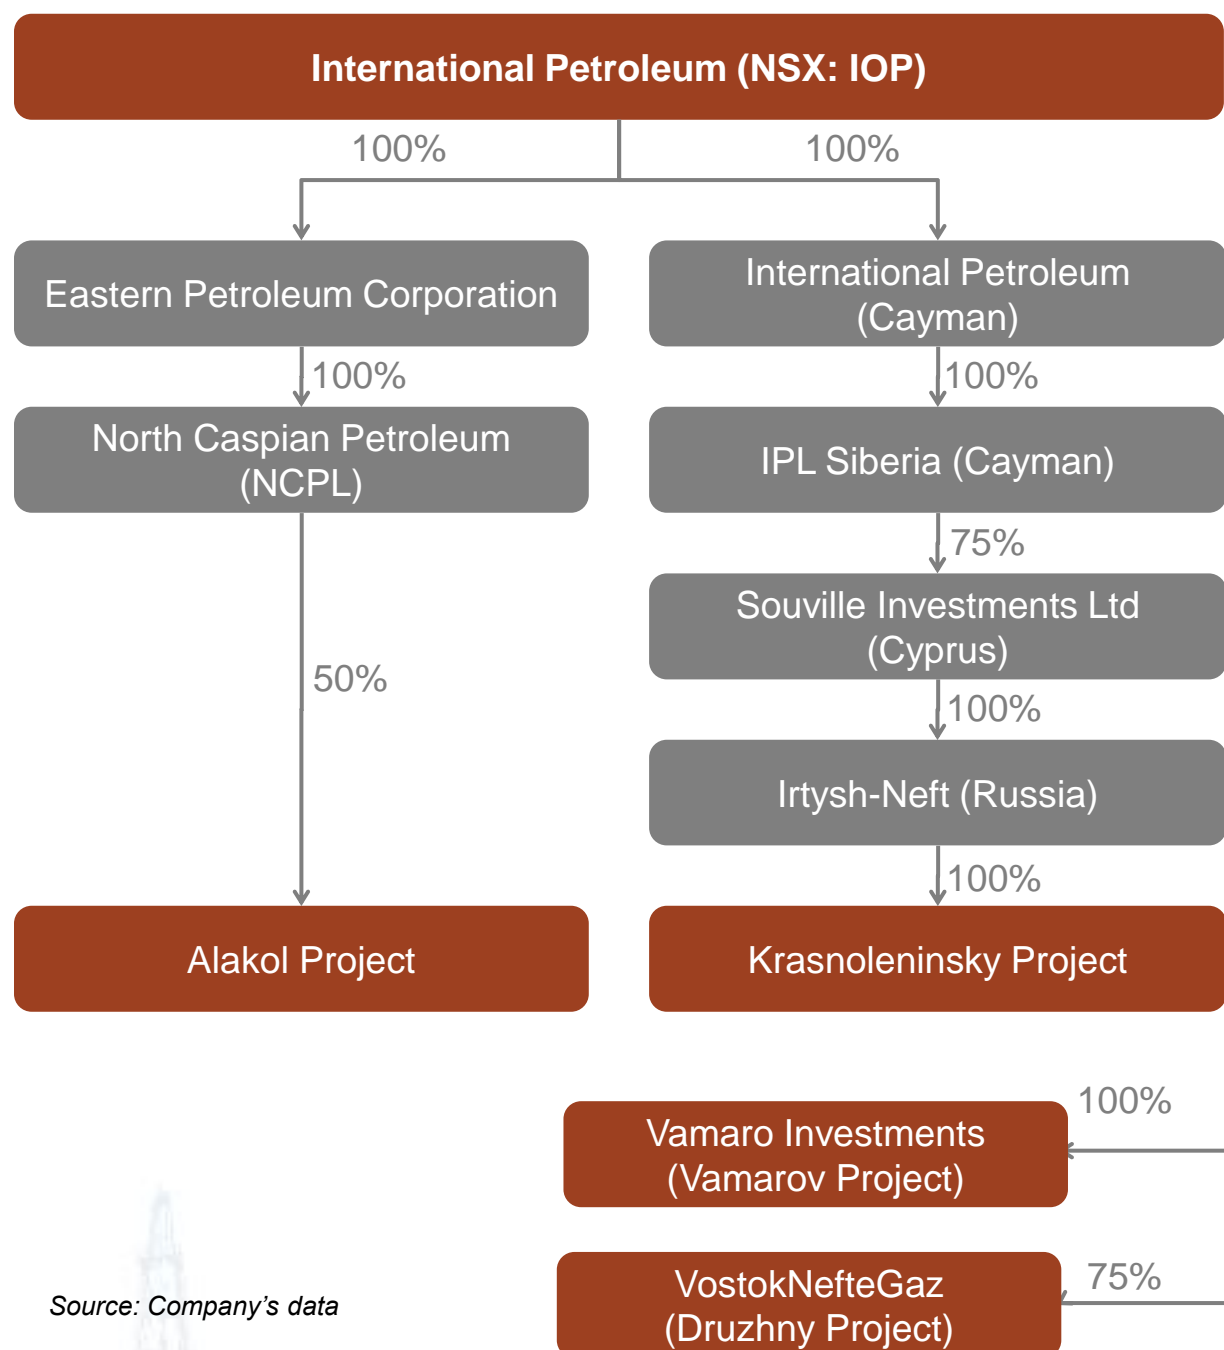 International Petroleum (NSX: IOP)
100%
100%
Eastern Petroleum Corporation
International Petroleum
(Cayman)
100%
100%
North Caspian Petroleum
(NCPL)
IPL Siberia (Cayman)
75%
Souville Investments Ltd
(Cyprus)
50%
100%
Irtysh-Neft (Russia)
100%
Alakol Project
Krasnoleninsky Project
100%
Vamaro Investments
(Vamarov Project)
75%
VostokNefteGaz
(Druzhny Project)
Source: Company’s data